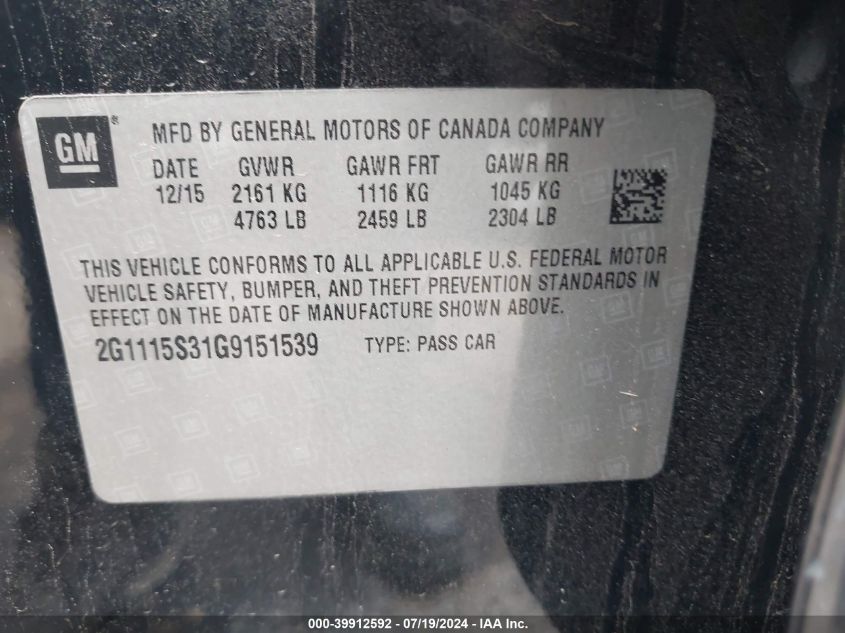 GM ®
MFD BY GENERAL MOTORS OF CANADA COMPANY
DATE GVWR GAWR FRT GAWR RR
12/15 2161 KG 1116 KG 1045 KG
4763 LB 2459 LB 2304 LB
THIS VEHICLE CONFORMS TO ALL APPLICABLE U.S. FEDERAL MOTOR
VEHICLE SAFETY, BUMPER, AND THEFT PREVENTION STANDARDS IN
EFFECT ON THE DATE OF MANUFACTURE SHOWN ABOVE.
2G1115S31G9151539 TYPE: PASS CAR
000-39912592 - 07/19/2024 - IAA Inc.